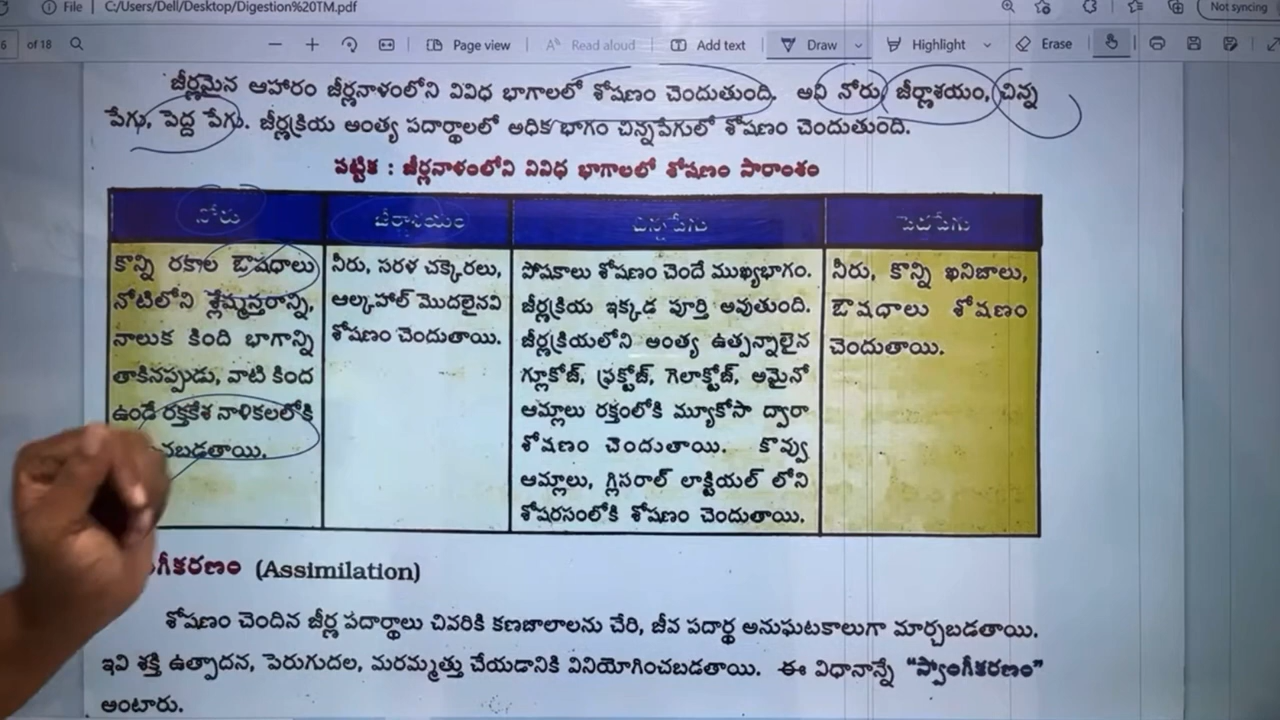 File | C:/Users/Dell/Desktop/Digestion%20TM.pdf Not syncing
6 of 18 Page view Read aloud Add text Draw Highlight Erase
జీర్ణమైన ఆహారం జీర్ణనాళంలోని వివిధ భాగాలలో శోషణం చెందుతుంది. అవి నోరు, జీర్ణాశయం, చిన్న
పేగు, పెద్ద పేగు. జీర్ణక్రియ అంత్య పదార్థాలలో అధిక భాగం చిన్నపేగులో శోషణం చెందుతుంది.
పట్టిక : జీర్ణనాళంలోని వివిధ భాగాలలో శోషణం సారాంశం
నోరు జీర్ణాశయం చిన్నపేగు పెద్దపేగు
కొన్ని రకాల ఔషధాలు
నోటిలోని శ్లేష్మస్తరాన్ని,
నాలుక కింది భాగాన్ని
తాకినప్పుడు, వాటి కింద
ఉండే రక్తకేశ నాళికలలోకి
చబడతాయి.
నీరు, సరళ చక్కెరలు,
ఆల్కహాల్ మొదలైనవి
శోషణం చెందుతాయి.
పోషకాలు శోషణం చెందే ముఖ్యభాగం.
జీర్ణక్రియ ఇక్కడ పూర్తి అవుతుంది.
జీర్ణక్రియలోని అంత్య ఉత్పన్నాలైన
గ్లూకోజ్, ఫ్రక్టోజ్, గెలాక్టోజ్, అమైనో
ఆమ్లాలు రక్తంలోకి మ్యూకోసా ద్వారా
శోషణం చెందుతాయి. కొవ్వు
ఆమ్లాలు, గ్లిసరాల్ లాక్టియల్ లోని
శోషరసంలోకి శోషణం చెందుతాయి.
నీరు, కొన్ని ఖనిజాలు,
ఔషధాలు శోషణం
చెందుతాయి.
గీకరణం (Assimilation)
శోషణం చెందిన జీర్ణ పదార్థాలు చివరికి కణజాలాలను చేరి, జీవ పదార్థ అనుఘటకాలుగా మార్చబడతాయి.
ఇవి శక్తి ఉత్పాదన, పెరుగుదల, మరమ్మత్తు చేయడానికి వినియోగించబడతాయి. ఈ విధానాన్నే "స్వాంగీకరణం"
అంటారు.